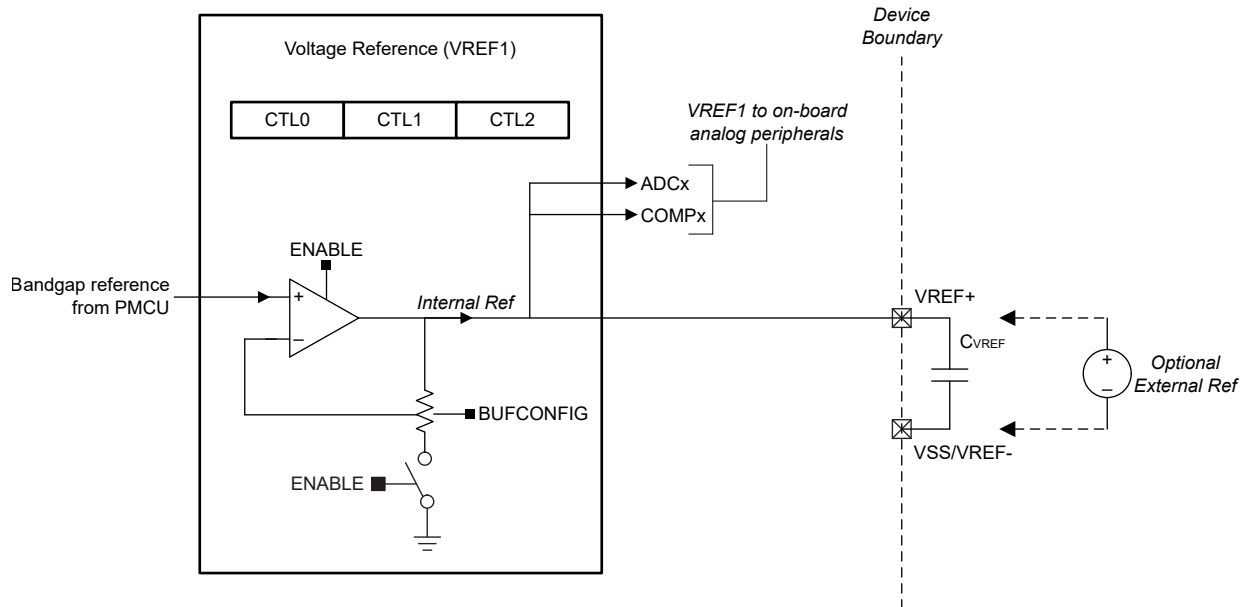 Device
Boundary
Voltage Reference (VREF1)
CTL0 CTL1 CTL2
VREF1 to on-board
analog peripherals
ADCx
COMPx
ENABLE
Bandgap reference
from PMCU
+
−
Internal Ref
VREF+
CVREF
+
−
Optional
External Ref
BUFCONFIG
VSS/VREF-
ENABLE